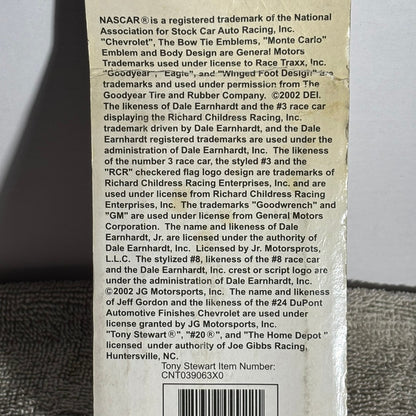 NASCAR® is a registered trademark of the National
Association for Stock Car Auto Racing, Inc.
"Chevrolet", The Bow Tie Emblems, "Monte Carlo"
Emblem and Body Design are General Motors
Trademarks used under license to Race Traxx, Inc.
"Goodyear", "Eagle", and "Winged Foot Design" are
trademarks and used under permission from The
Goodyear Tire and Rubber Company. ©2002 DEI.
The likeness of Dale Earnhardt and the #3 race car
displaying the Richard Childress Racing, Inc.
trademark driven by Dale Earnhardt, and the Dale
Earnhardt registered trademarks are used under the
administration of Dale Earnhardt, Inc. The likeness
of the number 3 race car, the styled #3 and the
"RCR" checkered flag logo design are trademarks of
Richard Childress Racing Enterprises, Inc. and are
used under license from Richard Childress Racing
Enterprises, Inc. The trademarks "Goodwrench" and
"GM" are used under license from General Motors
Corporation. The name and likeness of Dale
Earnhardt, Jr. are licensed under the authority of
Dale Earnhardt, Inc. Licensed by Jr. Motorsprots,
L.L.C. The stylized #8, likeness of the #8 race car
and the Dale Earnhardt, Inc. crest or script logo are
under the administration of Dale Earnhardt, Inc.
©2002 JG Motorsports, Inc. The name and likeness
of Jeff Gordon and the likeness of the #24 DuPont
Automotive Finishes Chevrolet are used under
license granted by JG Motorsports, Inc.
"Tony Stewart®", "#20®", and "The Home Depot"
licensed under authority of Joe Gibbs Racing,
Huntersville, NC.
Tony Stewart Item Number:
CNT039063X0